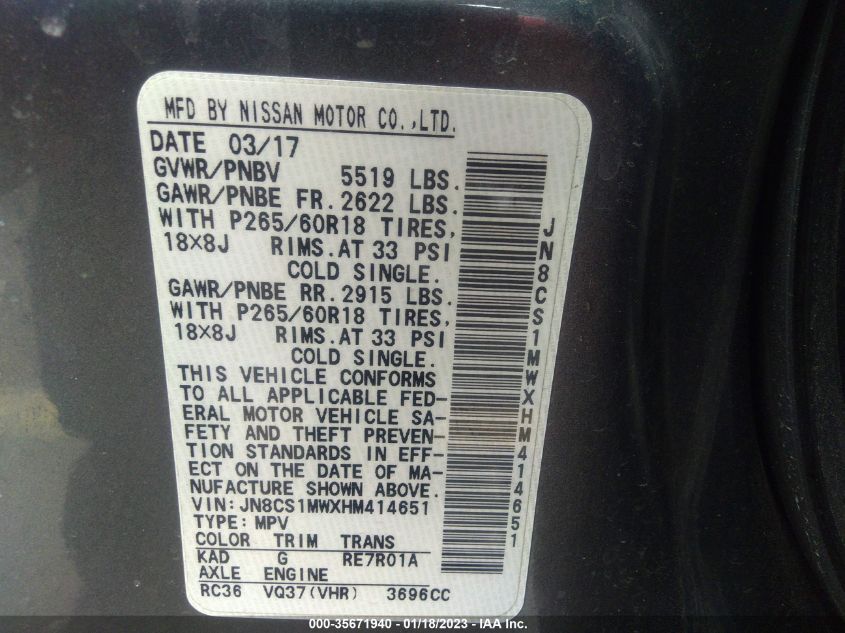 MFD BY NISSAN MOTOR CO.,LTD.
DATE 03/17
GVWR/PNBV 5519 LBS.
GAWR/PNBE FR. 2622 LBS.
WITH P265/60R18 TIRES,
18X8J RIMS.AT 33 PSI
COLD SINGLE.
GAWR/PNBE RR. 2915 LBS.
WITH P265/60R18 TIRES,
18X8J RIMS.AT 33 PSI
COLD SINGLE.
THIS VEHICLE CONFORMS
TO ALL APPLICABLE FED-
ERAL MOTOR VEHICLE SA-
FETY AND THEFT PREVEN-
TION STANDARDS IN EFF-
ECT ON THE DATE OF MA-
NUFACTURE SHOWN ABOVE.
VIN: JN8CS1MWXHM414651
TYPE: MPV
COLOR TRIM TRANS
KAD G RE7R01A
AXLE ENGINE
RC36 VQ37(VHR) 3696CC
JN8CS1MWXHM414651
000-35671940 - 01/18/2023 - IAA Inc.